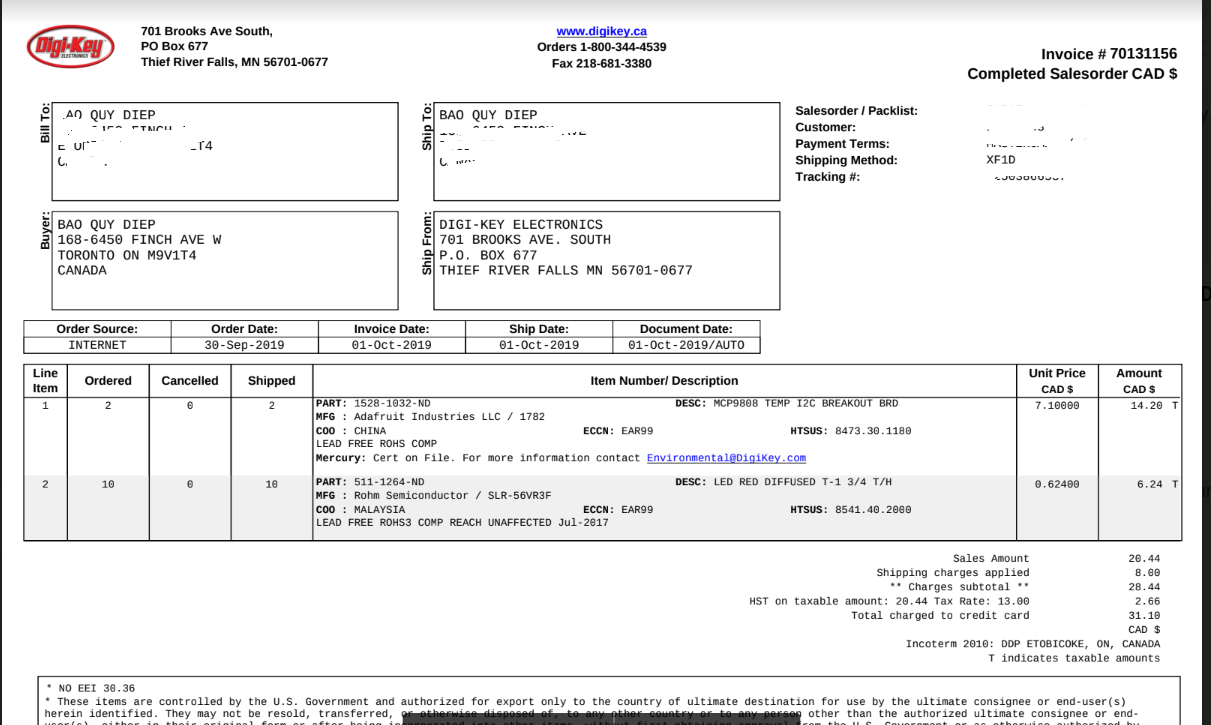 Digi-Key
ELECTRONICS
701 Brooks Ave South,
PO Box 677
Thief River Falls, MN 56701-0677
www.digikey.ca
Orders 1-800-344-4539
Fax 218-681-3380
Invoice # 70131156
Completed Salesorder CAD $
Bill To:
AO QUY DIEP
Ship To:
BAO QUY DIEP
Salesorder / Packlist:
Customer:
Payment Terms:
Shipping Method: XF1D
Tracking #:
Buyer:
BAO QUY DIEP
168-6450 FINCH AVE W
TORONTO ON M9V1T4
CANADA
Ship From:
DIGI-KEY ELECTRONICS
701 BROOKS AVE. SOUTH
P.O. BOX 677
THIEF RIVER FALLS MN 56701-0677
Order Source: Order Date: Invoice Date: Ship Date: Document Date:
INTERNET 30-Sep-2019 01-Oct-2019 01-Oct-2019 01-Oct-2019/AUTO
Line Item Ordered Cancelled Shipped Item Number/ Description Unit Price CAD $ Amount CAD $
1 2 0 2 PART: 1528-1032-ND DESC: MCP9808 TEMP I2C BREAKOUT BRD 7.10000 14.20 T
MFG : Adafruit Industries LLC / 1782
COO : CHINA ECCN: EAR99 HTSUS: 8473.30.1180
LEAD FREE ROHS COMP
Mercury: Cert on File. For more information contact Environmental@DigiKey.com
2 10 0 10 PART: 511-1264-ND DESC: LED RED DIFFUSED T-1 3/4 T/H 0.62400 6.24 T
MFG : Rohm Semiconductor / SLR-56VR3F
COO : MALAYSIA ECCN: EAR99 HTSUS: 8541.40.2000
LEAD FREE ROHS3 COMP REACH UNAFFECTED Jul-2017
Sales Amount 20.44
Shipping charges applied 8.00
** Charges subtotal ** 28.44
HST on taxable amount: 20.44 Tax Rate: 13.00 2.66
Total charged to credit card 31.10
CAD $
Incoterm 2010: DDP ETOBICOKE, ON, CANADA
T indicates taxable amounts
* NO EEI 30.36
* These items are controlled by the U.S. Government and authorized for export only to the country of ultimate destination for use by the ultimate consignee or end-user(s)
herein identified. They may not be resold, transferred, or otherwise disposed of, to any other country or to any person other than the authorized ultimate consignee or end-